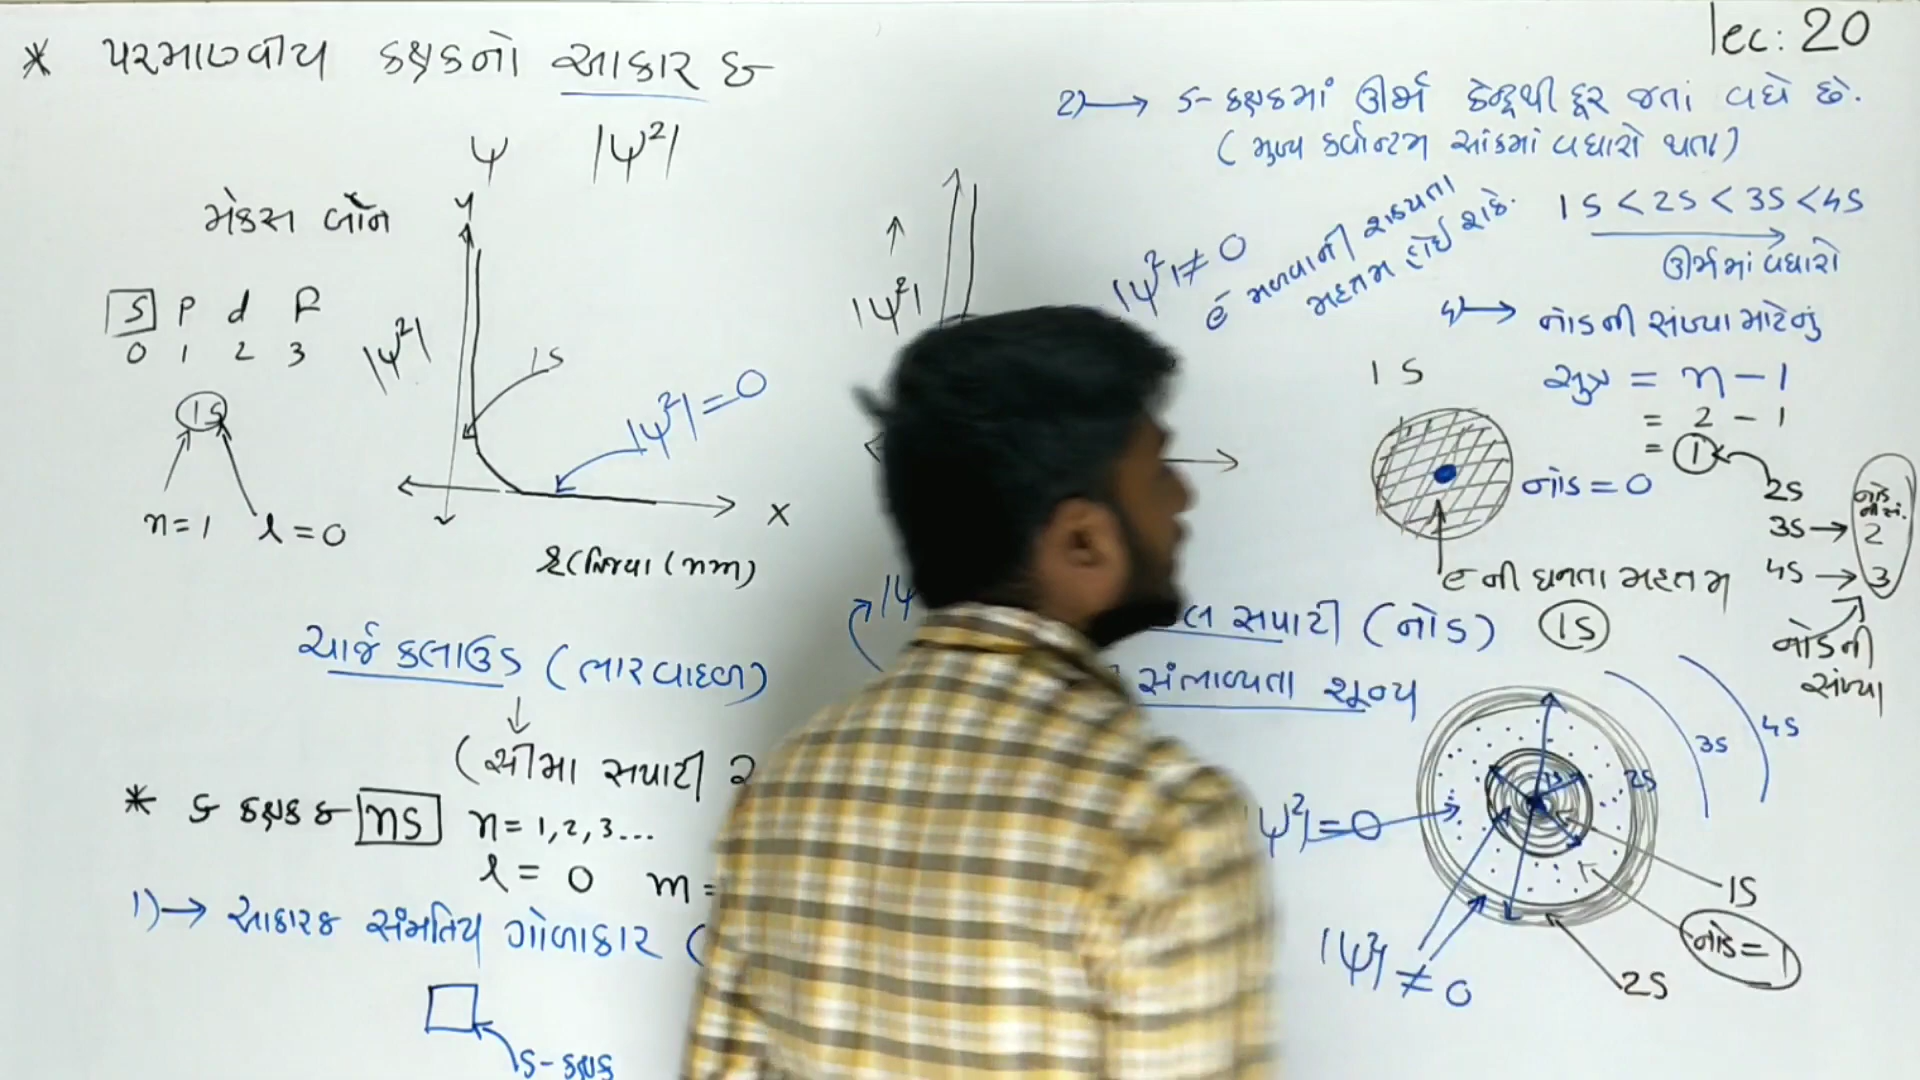 lec: 20
* પરમાણ્વીય કક્ષકનો આકાર :-
ψ |ψ²|
મેક્સ બોર્ન
y
|ψ²|
1S
|ψ²| = 0
x
ત્રિજ્યા (nm)
S P d F
0 1 2 3
1S
n = 1 l = 0
ચાર્જ ક્લાઉડ (ભારવાદળ)
(સીમા સપાટી
* S કક્ષક :- nS n = 1, 2, 3...
l = 0 m =
1) → આકાર :- સંમતિય ગોળાકાર (
S - કક્ષક
2) → S - કક્ષકમાં ઊર્જા કેન્દ્રથી દૂર જતાં વધે છે.
(મુખ્ય ક્વોન્ટમ આંકમાં વધારો થતા)
1S < 2S < 3S < 4S
ઊર્જામાં વધારો
|ψ²|
|ψ²| ≠ 0
e⁻ મળવાની શક્યતા
મહત્તમ હોઈ શકે.
→ નોડની સંખ્યા માટેનું
સુત્ર = n - 1
= 2 - 1
= 1
1S
નોડ = 0
e⁻ ની ઘનતા મહત્તમ
2S
3S → 2
4S → 3
નોડની
સંખ્યા
સપાટી (નોડ) 1S
સંભાવ્યતા શૂન્ય
3S 4S
1S 2S
|ψ²| = 0
1S
નોડ = 1
|ψ²| ≠ 0
2S